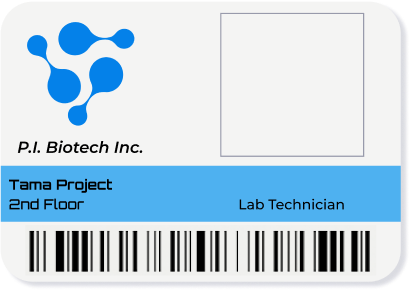 P.I. Biotech Inc.
Tama Project
2nd Floor
Lab Technician